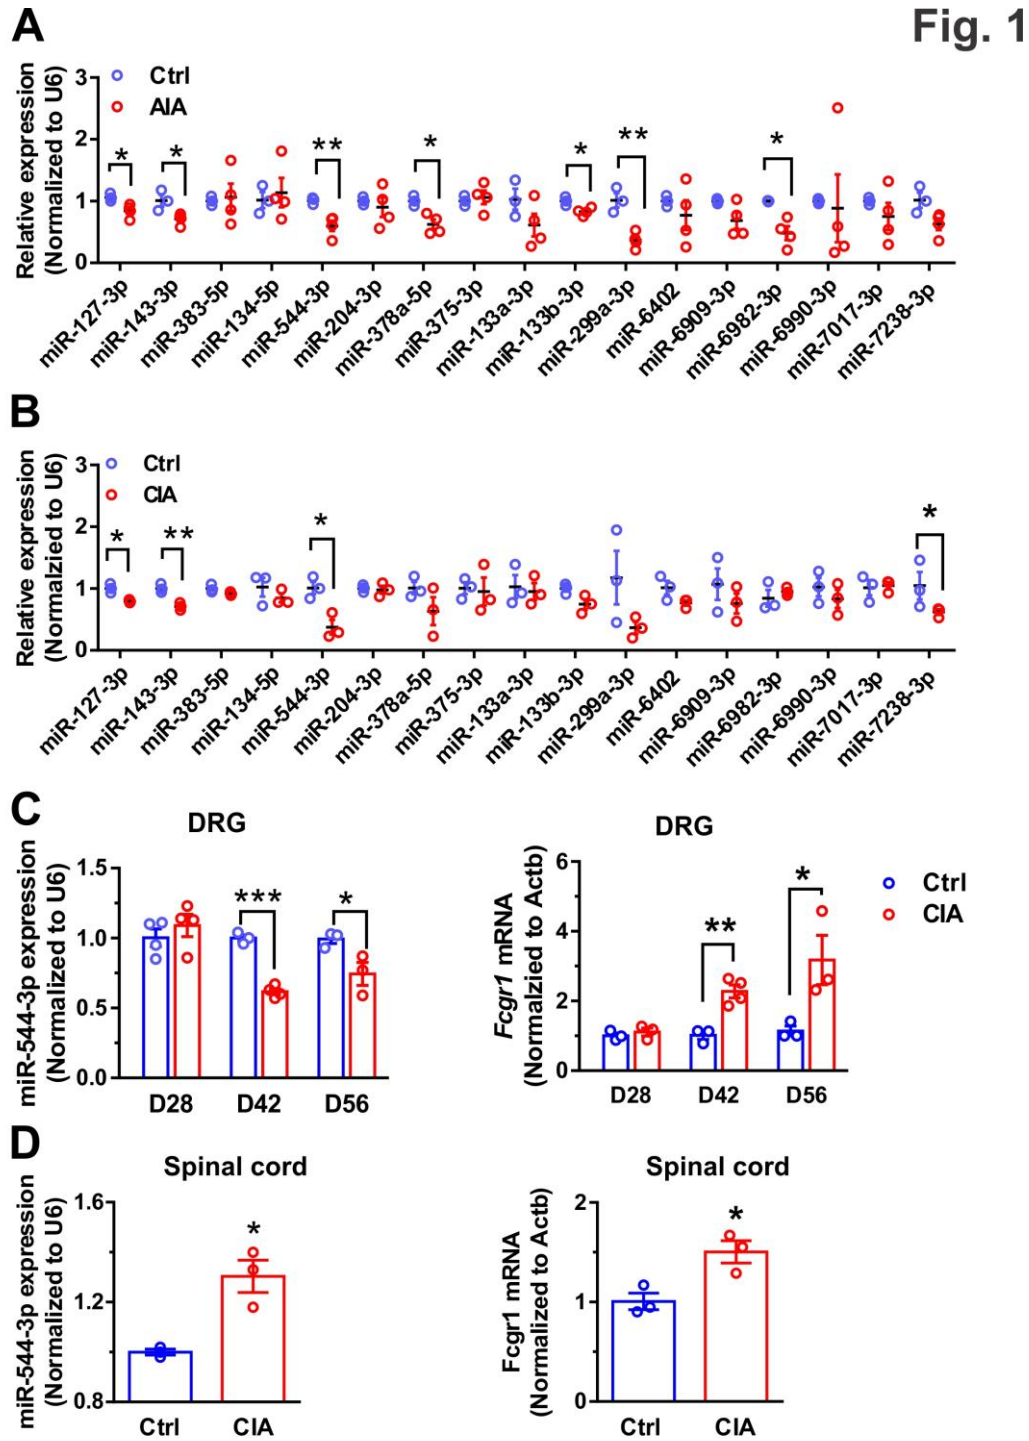 Fig. 1
A
Relative expression
(Normalized to U6)
3
2
1
0
Ctrl
AIA
*
*
**
*
*
**
*
miR-127-3p
miR-143-3p
miR-383-5p
miR-134-5p
miR-544-3p
miR-204-3p
miR-378a-5p
miR-375-3p
miR-133a-3p
miR-133b-3p
miR-299a-3p
miR-6402
miR-6909-3p
miR-6982-3p
miR-6990-3p
miR-7017-3p
miR-7238-3p
B
Relative expression
(Normalzied to U6)
3
2
1
0
Ctrl
CIA
*
**
*
*
miR-127-3p
miR-143-3p
miR-383-5p
miR-134-5p
miR-544-3p
miR-204-3p
miR-378a-5p
miR-375-3p
miR-133a-3p
miR-133b-3p
miR-299a-3p
miR-6402
miR-6909-3p
miR-6982-3p
miR-6990-3p
miR-7017-3p
miR-7238-3p
C
DRG
miR-544-3p expression
(Normalized to U6)
1.5
1.0
0.5
0.0
***
*
D28
D42
D56
DRG
Fcgr1 mRNA
(Normalzied to Actb)
6
4
2
0
**
*
D28
D42
D56
Ctrl
CIA
D
Spinal cord
miR-544-3p expression
(Normalized to U6)
1.6
1.2
0.8
*
Ctrl
CIA
Spinal cord
Fcgr1 mRNA
(Normalized to Actb)
2
1
0
*
Ctrl
CIA